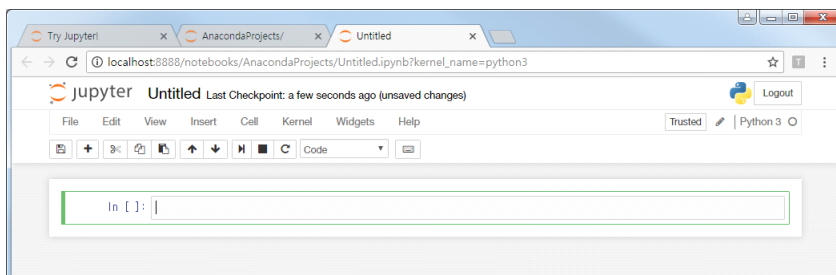 Try Jupyter!
AnacondaProjects/
Untitled
localhost:8888/notebooks/AnacondaProjects/Untitled.ipynb?kernel_name=python3
T
jupyter Untitled Last Checkpoint: a few seconds ago (unsaved changes)
Logout
File Edit View Insert Cell Kernel Widgets Help
Trusted Python 3
Code
In [ ]: